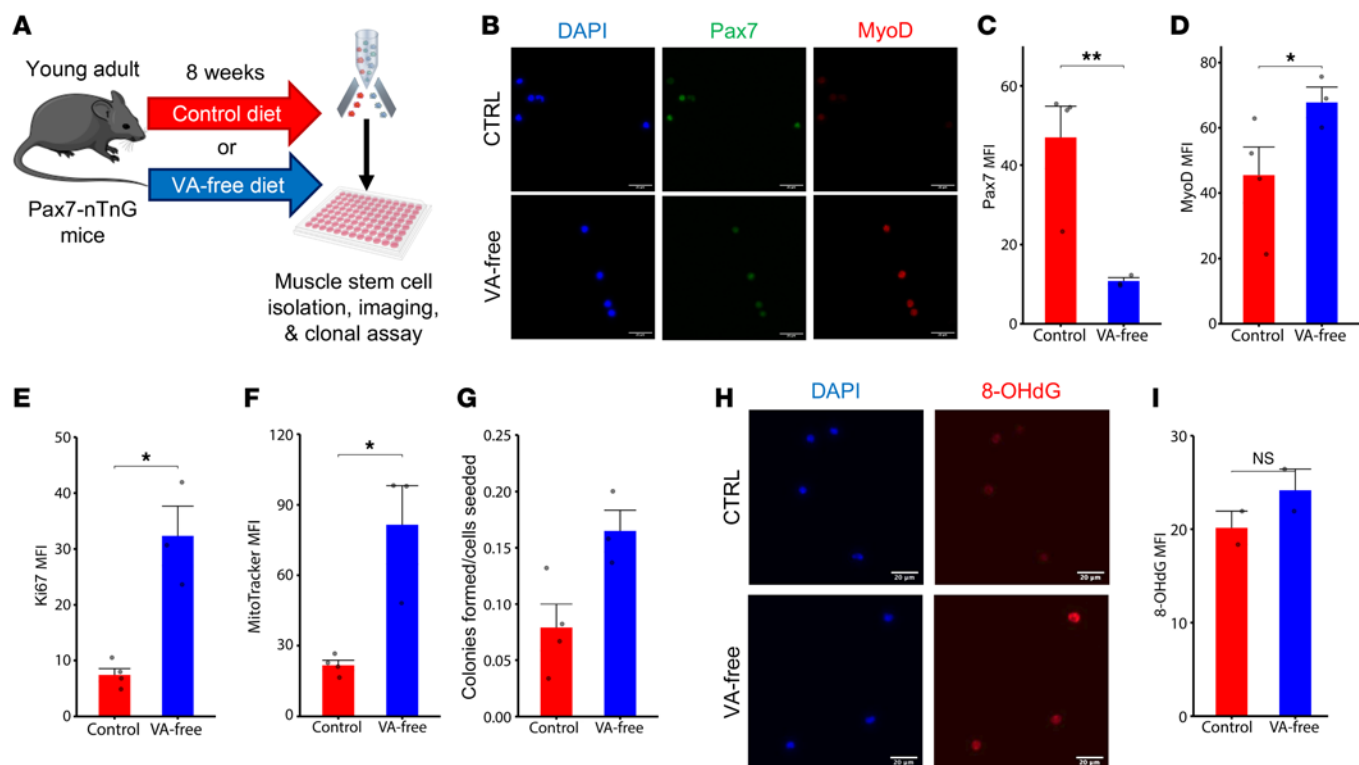 A
Young adult
8 weeks
Control diet
or
VA-free diet
Pax7-nTnG
mice
Muscle stem cell
isolation, imaging,
& clonal assay
B
DAPI
Pax7
MyoD
CTRL
VA-free
C
**
Pax7 MFI
60
40
20
0
Control
VA-free
D
*
MyoD MFI
80
60
40
20
0
Control
VA-free
E
*
Ki67 MFI
50
40
30
20
10
0
Control
VA-free
F
*
MitoTracker MFI
120
90
60
30
0
Control
VA-free
G
Colonies formed/cells seeded
0.25
0.20
0.15
0.10
0.05
0.00
Control
VA-free
H
DAPI
8-OHdG
CTRL
20 µm
20 µm
VA-free
20 µm
20 µm
I
NS
8-OHdG MFI
30
20
10
0
Control
VA-free